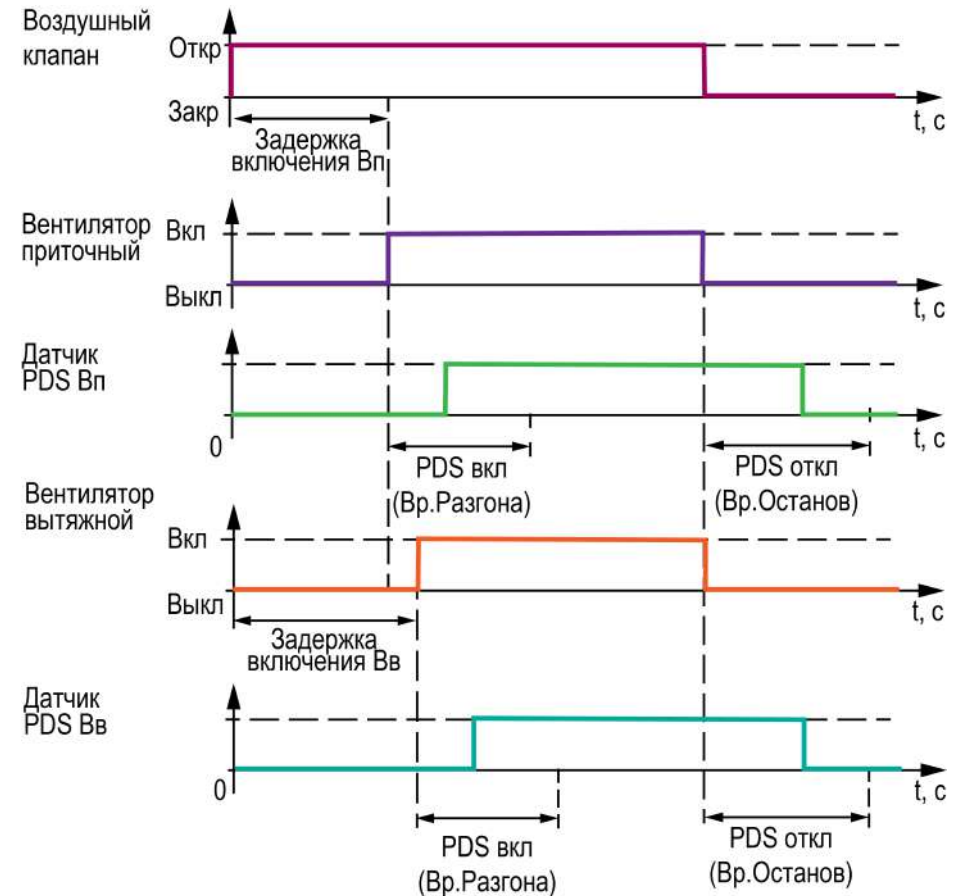 Воздушный
клапан
Откр
Закр
t, с
Задержка
включения Вп
Вентилятор
приточный
Вкл
Выкл
t, с
Датчик
PDS Вп
0
t, с
PDS вкл
(Вр.Разгона)
PDS откл
(Вр.Останов)
Вентилятор
вытяжной
Вкл
Выкл
t, с
Задержка
включения Вв
Датчик
PDS Вв
0
t, с
PDS вкл
(Вр.Разгона)
PDS откл
(Вр.Останов)